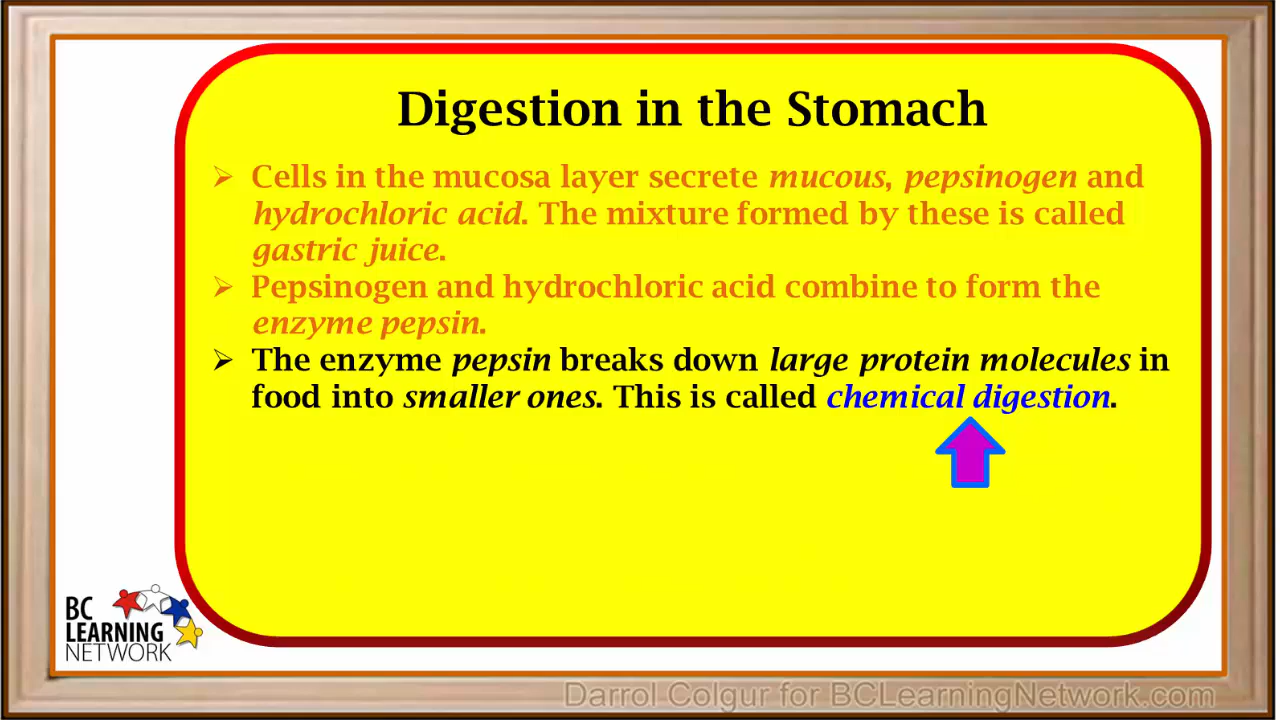 Digestion in the Stomach
➢ Cells in the mucosa layer secrete mucous, pepsinogen and
hydrochloric acid. The mixture formed by these is called
gastric juice.
➢ Pepsinogen and hydrochloric acid combine to form the
enzyme pepsin.
➢ The enzyme pepsin breaks down large protein molecules in
food into smaller ones. This is called chemical digestion.
BC
LEARNING
NETWORK
Darrol Colgur for BCLearningNetwork.com